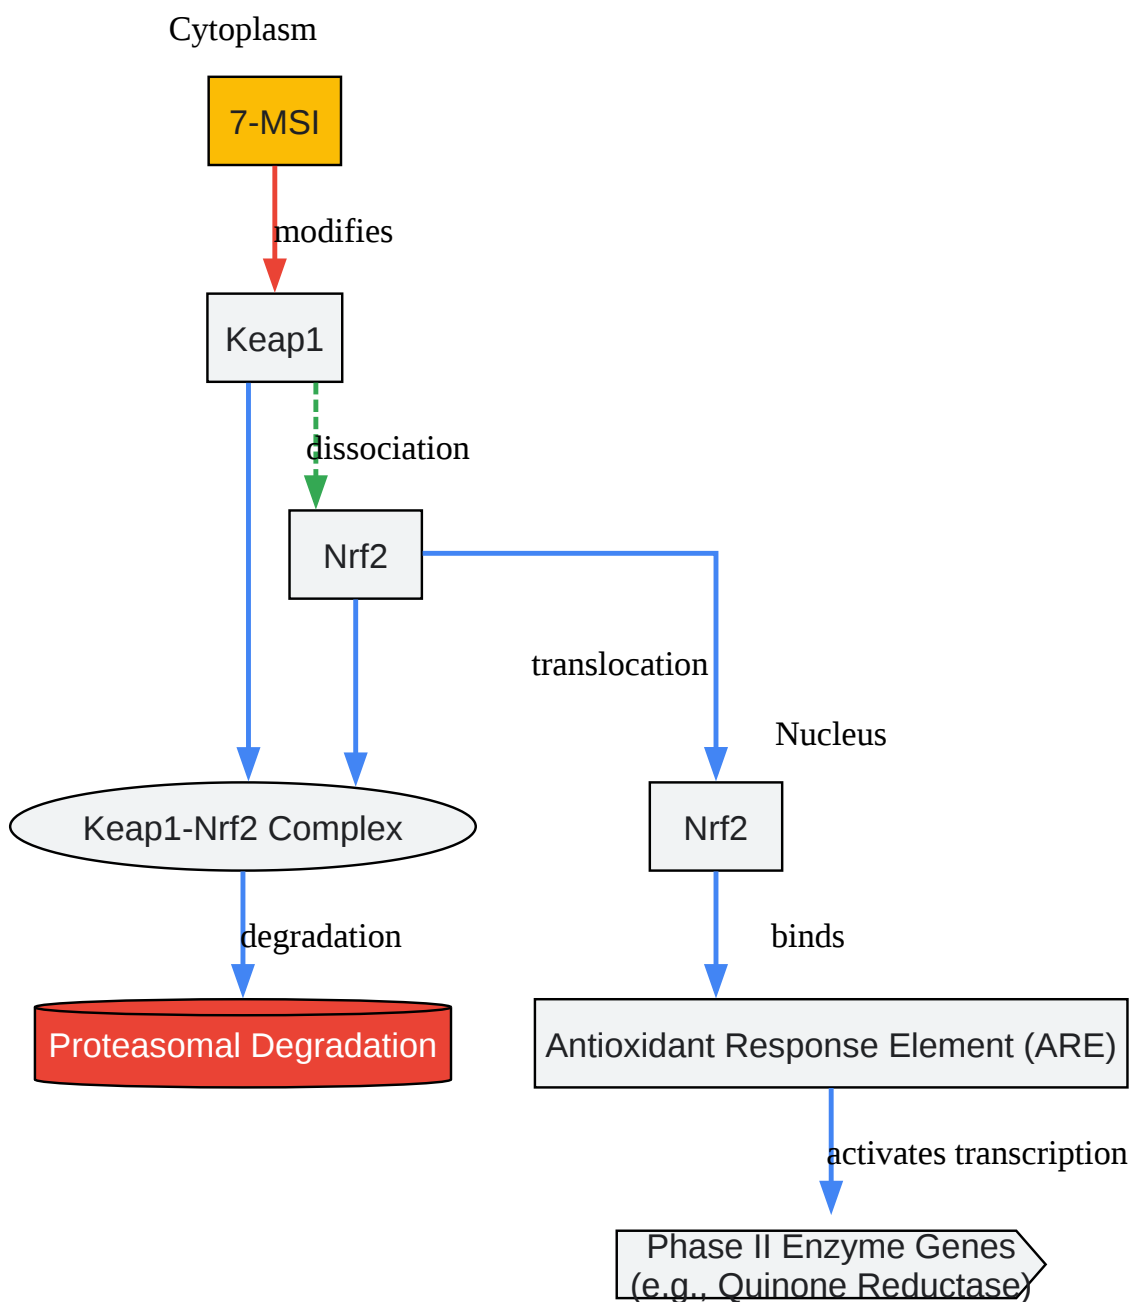 Cytoplasm
7-MSI
modifies
Keap1
dissociation
Nrf2
translocation
Nucleus
Keap1-Nrf2 Complex
Nrf2
degradation
binds
Proteasomal Degradation
Antioxidant Response Element (ARE)
activates transcription
Phase II Enzyme Genes
(e.g., Quinone Reductase)